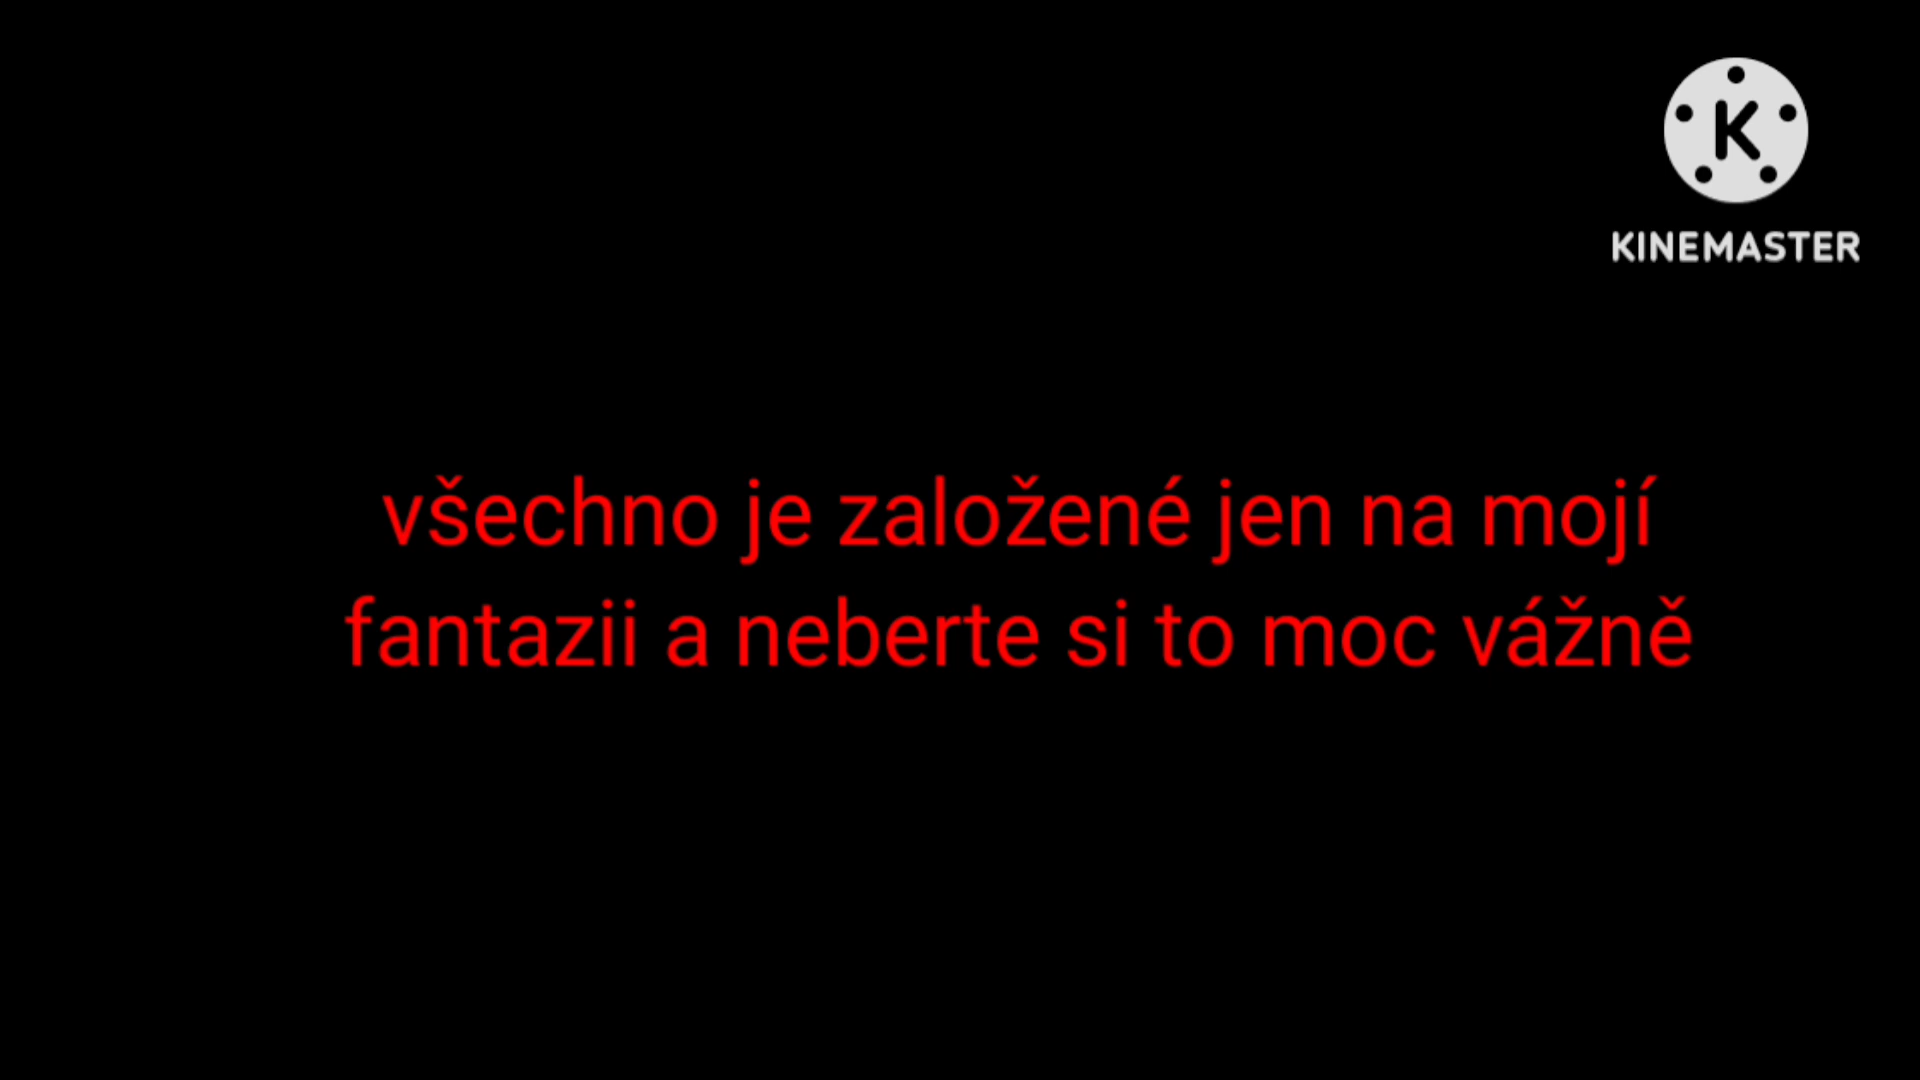 KINEMASTER
všechno je založené jen na mojí
fantazii a neberte si to moc vážně